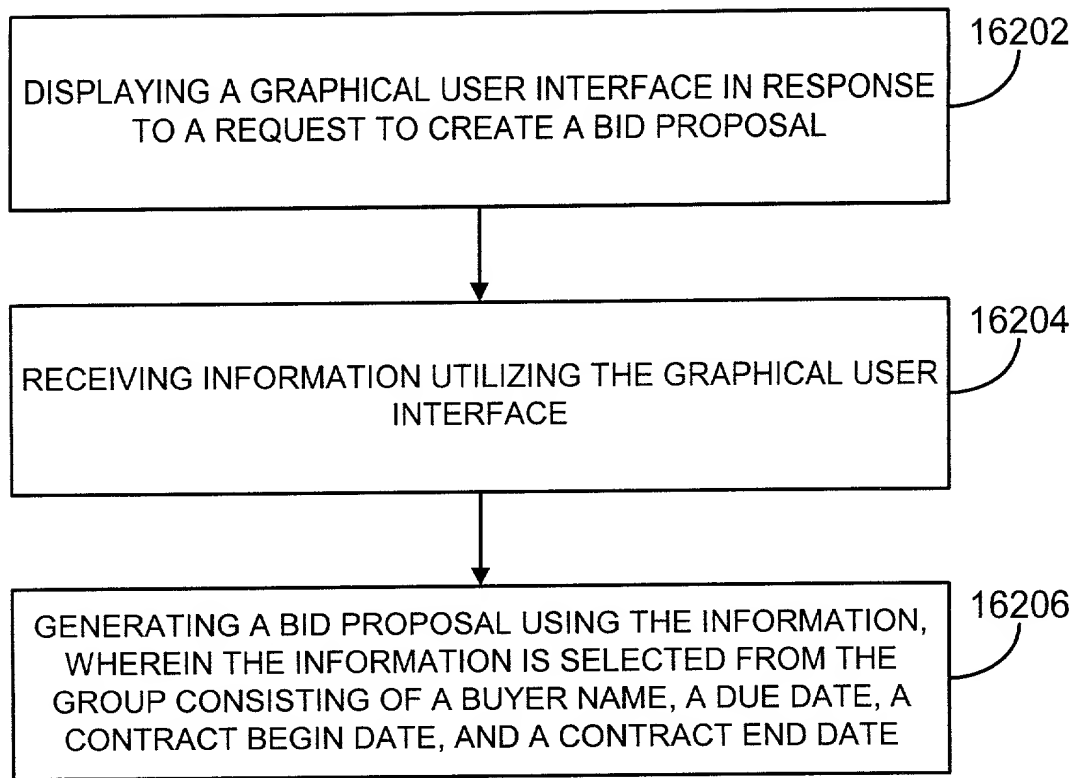 16202
DISPLAYING A GRAPHICAL USER INTERFACE IN RESPONSE
TO A REQUEST TO CREATE A BID PROPOSAL
16204
RECEIVING INFORMATION UTILIZING THE GRAPHICAL USER
INTERFACE
16206
GENERATING A BID PROPOSAL USING THE INFORMATION,
WHEREIN THE INFORMATION IS SELECTED FROM THE
GROUP CONSISTING OF A BUYER NAME, A DUE DATE, A
CONTRACT BEGIN DATE, AND A CONTRACT END DATE